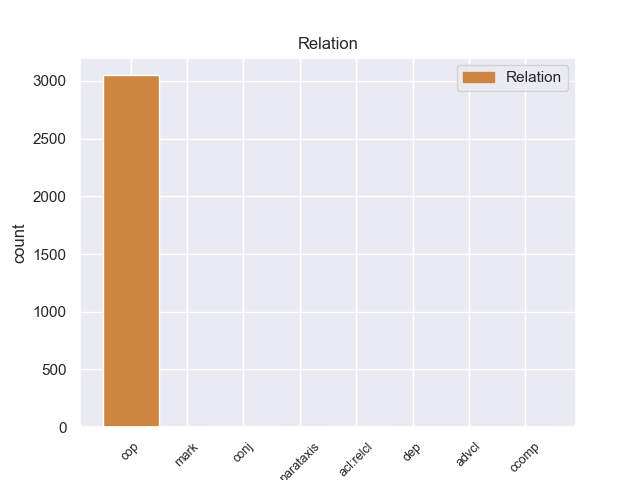 Relation
Relation
3000
2500
2000
1500
1000
500
0
count
cop
mark
conj
parataxis
acl:relcl
dep
advcl
ccomp